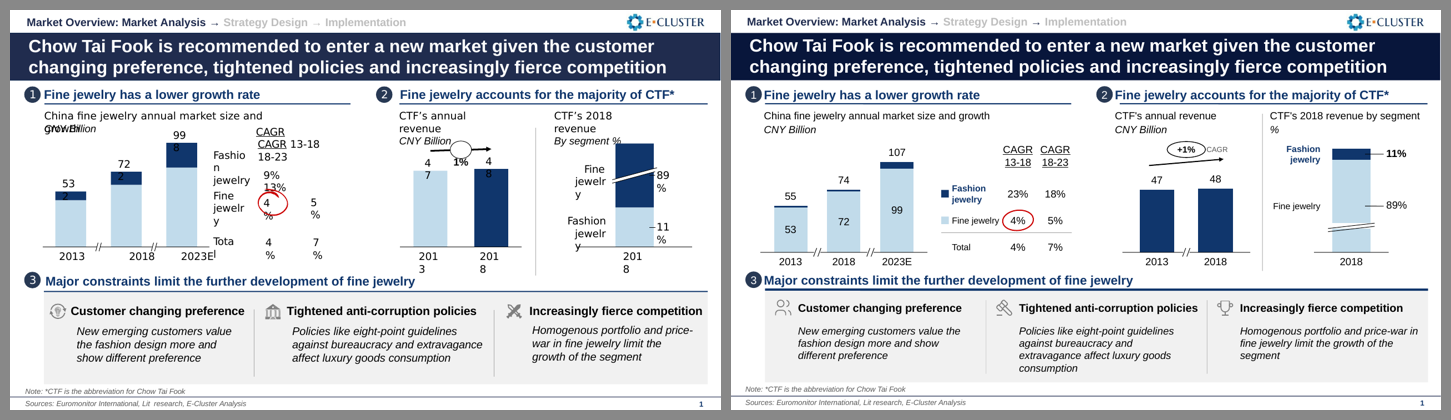 Market Overview: Market Analysis → Strategy Design → Implementation
E-CLUSTER
Chow Tai Fook is recommended to enter a new market given the customer
changing preference, tightened policies and increasingly fierce competition
1 Fine jewelry has a lower growth rate
China fine jewelry annual market size and
growth
CNY Billion
53
2
72
2
99
8
2013
2018
2023E
CAGR
CAGR 13-18
18-23
Fashio
n
jewelry
9%
13%
Fine
jewelr
y
4
%
5
%
Tota
l
4
%
7
%
2 Fine jewelry accounts for the majority of CTF*
CTF's annual
revenue
CNY Billion
1%
4
7
4
8
201
3
201
8
CTF's 2018
revenue
By segment %
Fine
jewelr
y
89
%
Fashion
jewelr
y
11
%
201
8
3 Major constraints limit the further development of fine jewelry
Customer changing preference
New emerging customers value
the fashion design more and
show different preference
Tightened anti-corruption policies
Policies like eight-point guidelines
against bureaucracy and extravagance
affect luxury goods consumption
Increasingly fierce competition
Homogenous portfolio and price-
war in fine jewelry limit the
growth of the segment
Note: *CTF is the abbreviation for Chow Tai Fook
Sources: Euromonitor International, Lit research, E-Cluster Analysis
1
Market Overview: Market Analysis → Strategy Design → Implementation
E-CLUSTER
Chow Tai Fook is recommended to enter a new market given the customer
changing preference, tightened policies and increasingly fierce competition
1 Fine jewelry has a lower growth rate
China fine jewelry annual market size and growth
CNY Billion
55
53
74
72
107
99
2013
2018
2023E
CAGR
13-18
CAGR
18-23
Fashion
jewelry
23%
18%
Fine jewelry
4%
5%
Total
4%
7%
2 Fine jewelry accounts for the majority of CTF*
CTF's annual revenue
CNY Billion
+1% CAGR
47
48
2013
2018
CTF's 2018 revenue by segment
%
Fashion
jewelry
11%
Fine jewelry
89%
2018
3 Major constraints limit the further development of fine jewelry
Customer changing preference
New emerging customers value the
fashion design more and show
different preference
Tightened anti-corruption policies
Policies like eight-point guidelines
against bureaucracy and
extravagance affect luxury goods
consumption
Increasingly fierce competition
Homogenous portfolio and price-war in
fine jewelry limit the growth of the
segment
Note: *CTF is the abbreviation for Chow Tai Fook
Sources: Euromonitor International, Lit research, E-Cluster Analysis
1